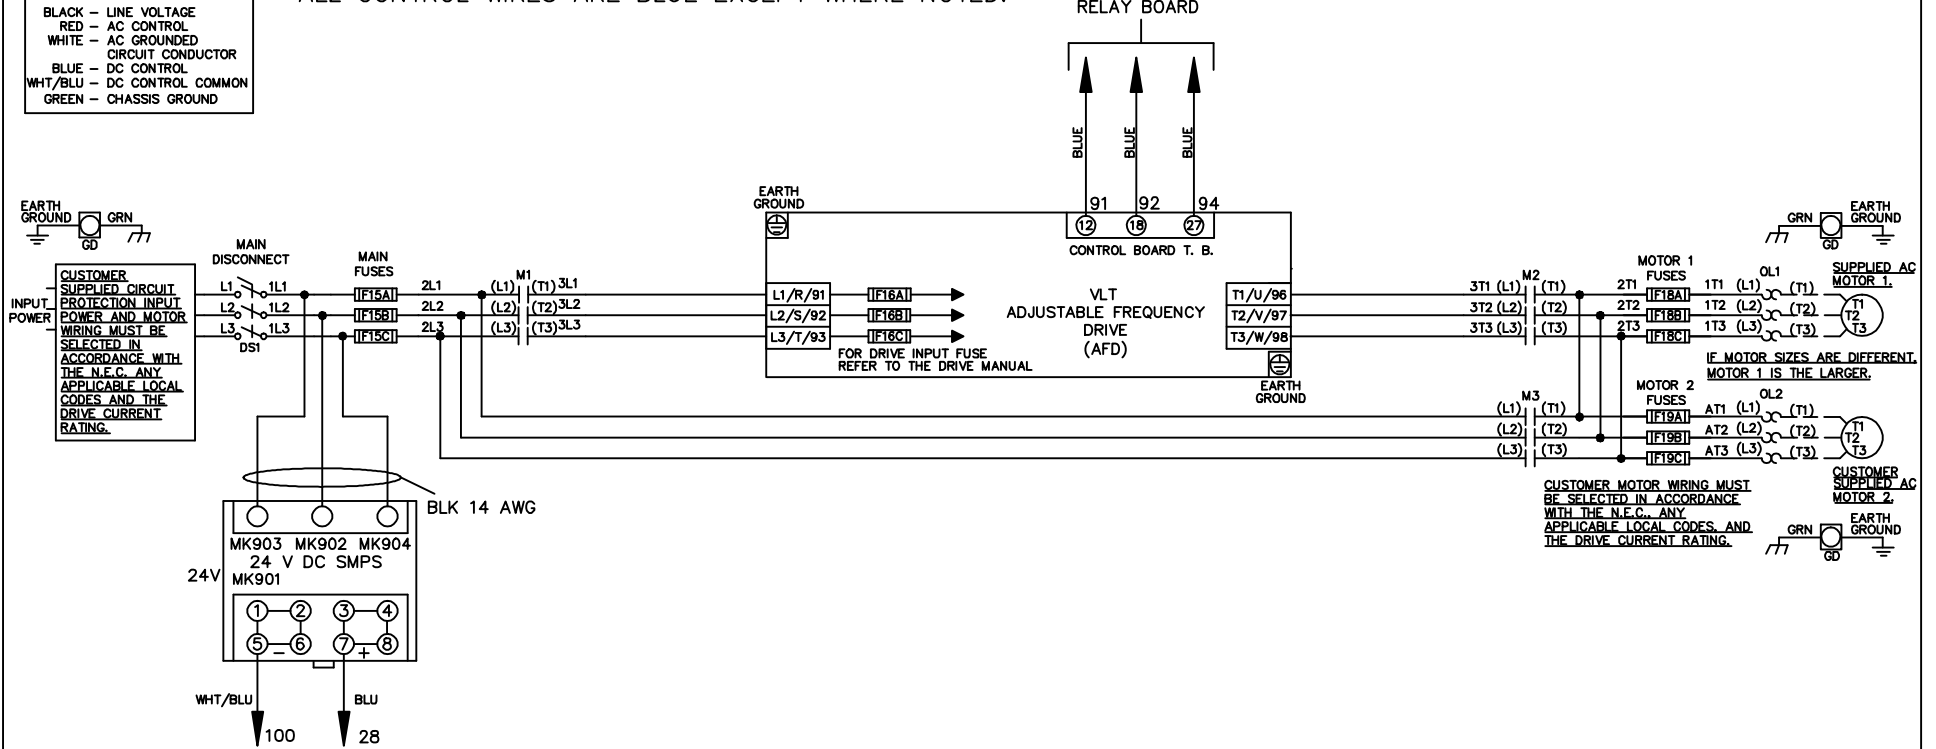 ALL CONTROL WIRES ARE BLUE EXCEPT WHERE NOTED.
BLACK – LINE VOLTAGE
RED – AC CONTROL
WHITE – AC GROUNDED
CIRCUIT CONDUCTOR
BLUE – DC CONTROL
WHT/BLU – DC CONTROL COMMON
GREEN – CHASSIS GROUND
RELAY BOARD
BLUE
BLUE
BLUE
91 92 94
12 18 27
CONTROL BOARD T. B.
EARTH
GROUND
GRN
GD
INPUT
POWER
CUSTOMER
SUPPLIED CIRCUIT
PROTECTION INPUT
POWER AND MOTOR
WIRING MUST BE
SELECTED IN
ACCORDANCE WITH
THE N.E.C. ANY
APPLICABLE LOCAL
CODES AND THE
DRIVE CURRENT
RATING.
MAIN
DISCONNECT
L1 1L1
L2 1L2
L3 1L3
DS1
MAIN
FUSES
F15A
F15B
F15C
2L1
2L2
2L3
M1
(L1) (T1) 3L1
(L2) (T2) 3L2
(L3) (T3) 3L3
EARTH
GROUND
L1/R/91
L2/S/92
L3/T/93
F16A
F16B
F16C
FOR DRIVE INPUT FUSE
REFER TO THE DRIVE MANUAL
VLT
ADJUSTABLE FREQUENCY
DRIVE
(AFD)
T1/U/96
T2/V/97
T3/W/98
EARTH
GROUND
M2
3T1 (L1) (T1)
3T2 (L2) (T2)
3T3 (L3) (T3)
2T1
2T2
2T3
MOTOR 1
FUSES
F18A
F18B
F18C
1T1 (L1) (T1)
1T2 (L2) (T2)
1T3 (L3) (T3)
OL1
GRN
GD
EARTH
GROUND
SUPPLIED AC
MOTOR 1.
T1
T2
T3
IF MOTOR SIZES ARE DIFFERENT,
MOTOR 1 IS THE LARGER.
M3
(L1) (T1)
(L2) (T2)
(L3) (T3)
MOTOR 2
FUSES
F19A
F19B
F19C
AT1 (L1) (T1)
AT2 (L2) (T2)
AT3 (L3) (T3)
OL2
T1
T2
T3
CUSTOMER
SUPPLIED AC
MOTOR 2.
CUSTOMER MOTOR WIRING MUST
BE SELECTED IN ACCORDANCE
WITH THE N.E.C., ANY
APPLICABLE LOCAL CODES, AND
THE DRIVE CURRENT RATING.
GRN
GD
EARTH
GROUND
BLK 14 AWG
MK903 MK902 MK904
24 V DC SMPS
24V
MK901
1 2 3 4
5 6 7 8
– +
WHT/BLU
BLU
100
28